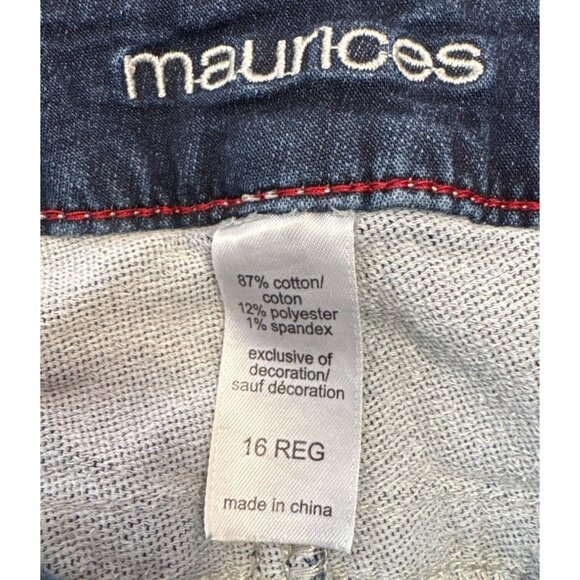 maurices
87% cotton/
coton
12% polyester
1% spandex
exclusive of
decoration/
sauf décoration
16 REG
made in china